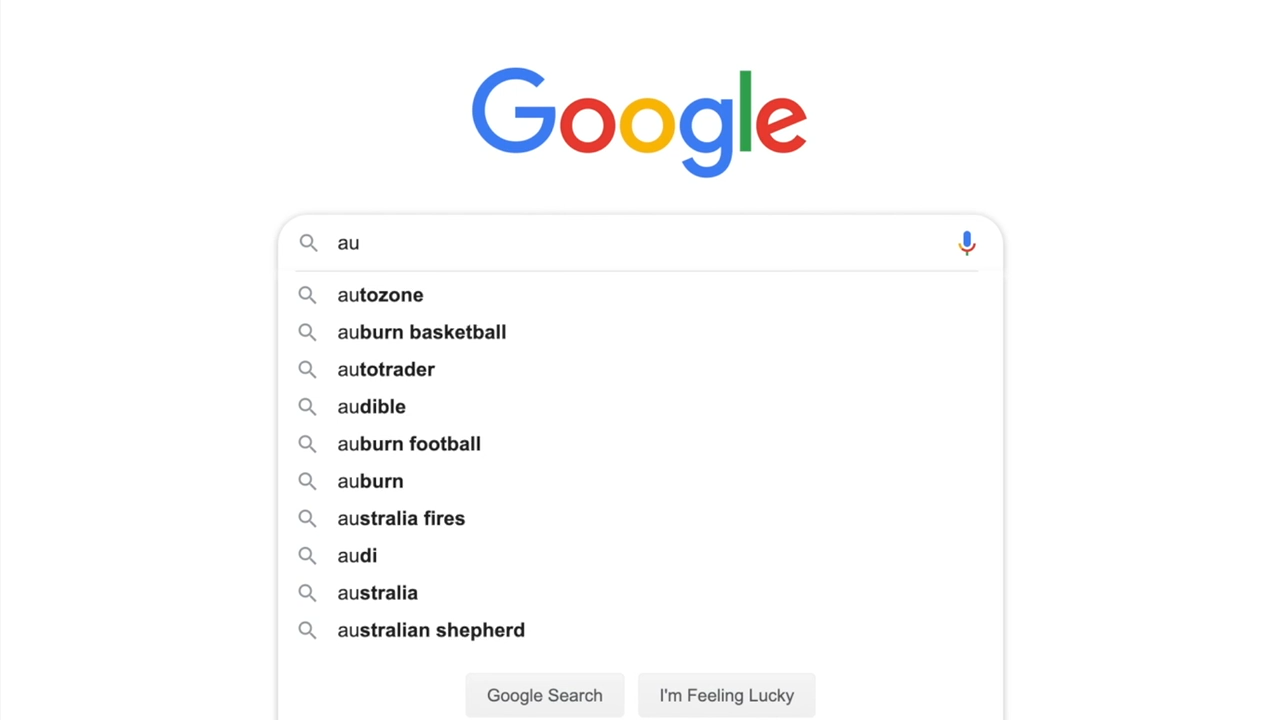 Google
au
autozone
auburn basketball
autotrader
audible
auburn football
auburn
australia fires
audi
australia
australian shepherd
Google Search
I'm Feeling Lucky